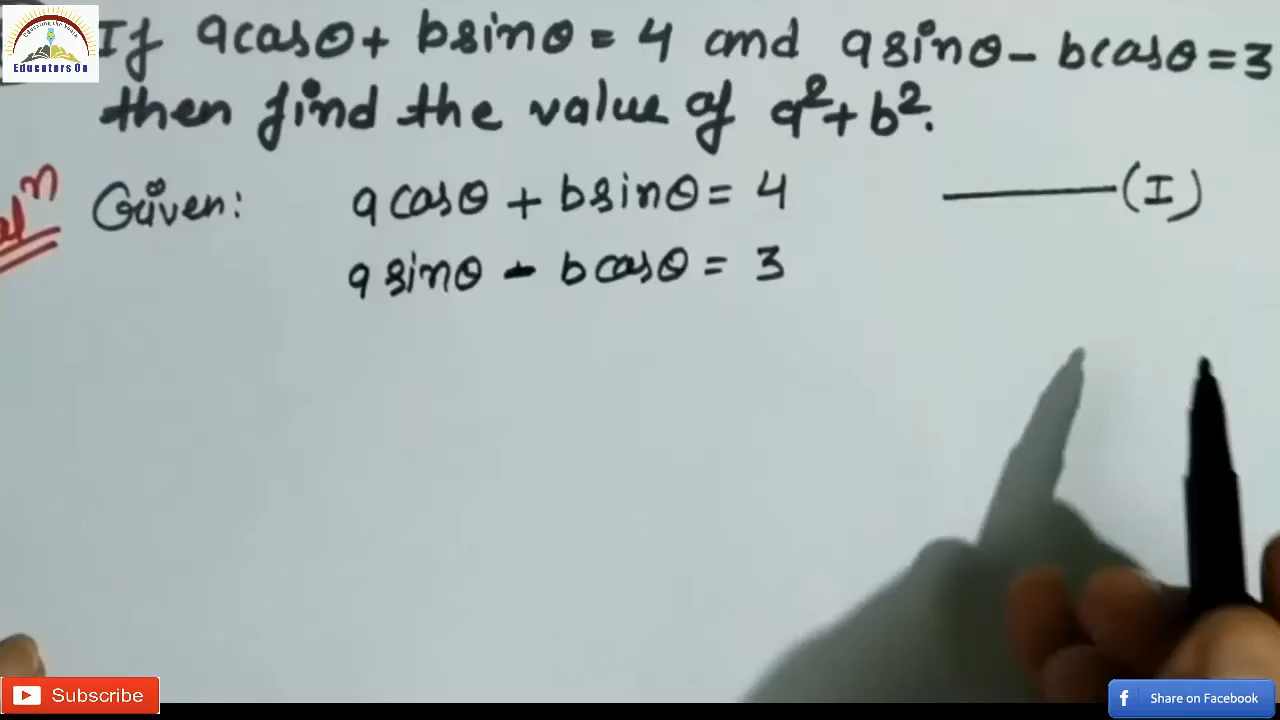 Educators On
If acosθ + bsinθ = 4 and asinθ - bcosθ = 3
then find the value of a²+b².
Solⁿ
Given: acosθ + bsinθ = 4 (I)
asinθ - bcosθ = 3
Subscribe
Share on Facebook